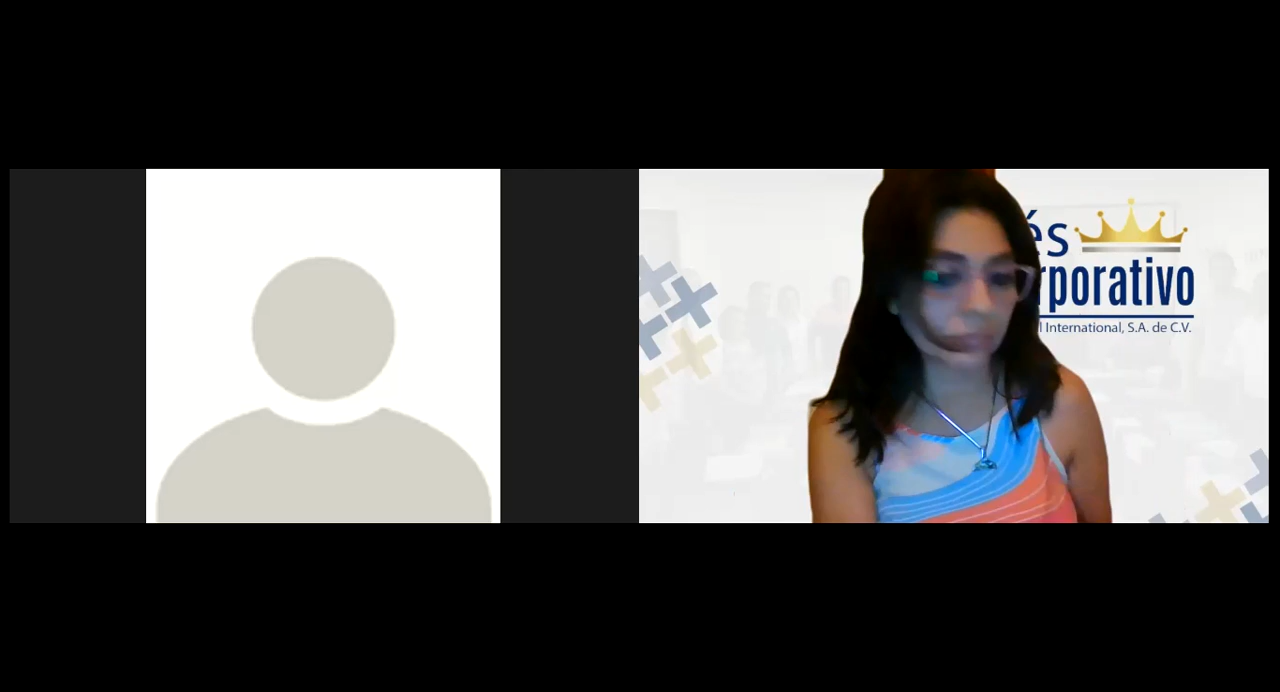 és
rporativo
l International, S.A. de C.V.